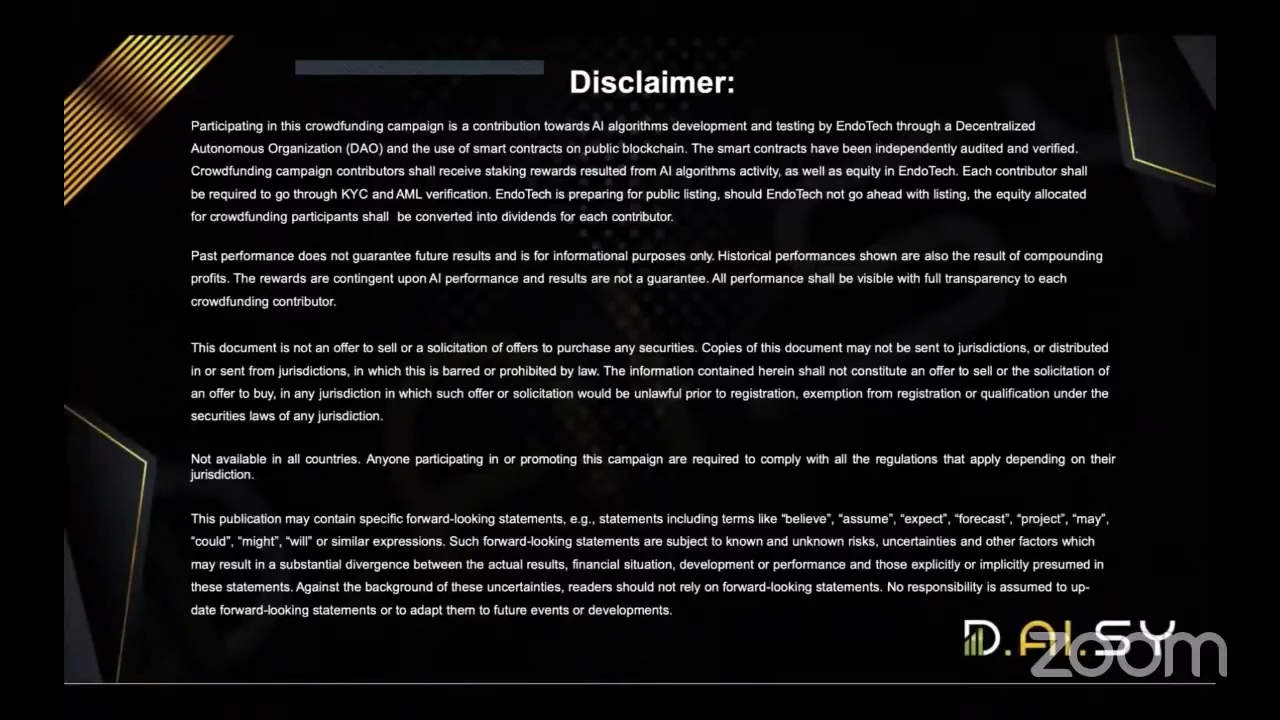 Disclaimer:
Participating in this crowdfunding campaign is a contribution towards AI algorithms development and testing by EndoTech through a Decentralized
Autonomous Organization (DAO) and the use of smart contracts on public blockchain. The smart contracts have been independently audited and verified.
Crowdfunding campaign contributors shall receive staking rewards resulted from AI algorithms activity, as well as equity in EndoTech. Each contributor shall
be required to go through KYC and AML verification. EndoTech is preparing for public listing, should EndoTech not go ahead with listing, the equity allocated
for crowdfunding participants shall be converted into dividends for each contributor.
Past performance does not guarantee future results and is for informational purposes only. Historical performances shown are also the result of compounding
profits. The rewards are contingent upon AI performance and results are not a guarantee. All performance shall be visible with full transparency to each
crowdfunding contributor.
This document is not an offer to sell or a solicitation of offers to purchase any securities. Copies of this document may not be sent to jurisdictions, or distributed
in or sent from jurisdictions, in which this is barred or prohibited by law. The information contained herein shall not constitute an offer to sell or the solicitation of
an offer to buy, in any jurisdiction in which such offer or solicitation would be unlawful prior to registration, exemption from registration or qualification under the
securities laws of any jurisdiction.
Not available in all countries. Anyone participating in or promoting this campaign are required to comply with all the regulations that apply depending on their
jurisdiction.
This publication may contain specific forward-looking statements, e.g., statements including terms like “believe”, “assume”, “expect”, “forecast”, “project”, “may”,
“could”, “might”, “will” or similar expressions. Such forward-looking statements are subject to known and unknown risks, uncertainties and other factors which
may result in a substantial divergence between the actual results, financial situation, development or performance and those explicitly or implicitly presumed in
these statements. Against the background of these uncertainties, readers should not rely on forward-looking statements. No responsibility is assumed to up-
date forward-looking statements or to adapt them to future events or developments.
D.AI.SY
zoom